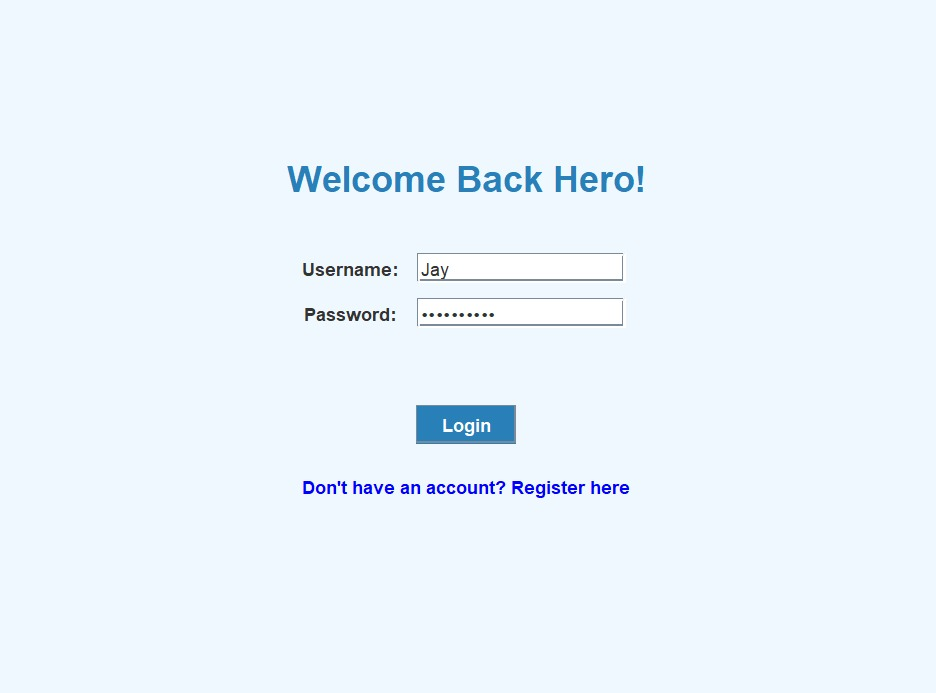 Welcome Back Hero!
Username: Jay
Password: ••••••••••
Login
Don't have an account? Register here